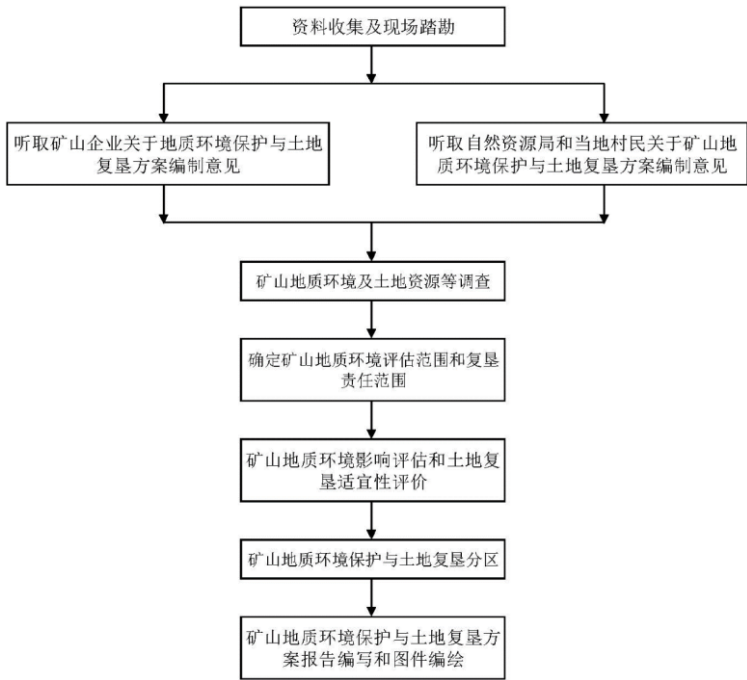 资料收集及现场踏勘
听取矿山企业关于地质环境保护与土地
复垦方案编制意见
听取自然资源局和当地村民关于矿山地
质环境保护与土地复垦方案编制意见
矿山地质环境及土地资源等调查
确定矿山地质环境评估范围和复垦
责任范围
矿山地质环境影响评估和土地复
垦适宜性评价
矿山地质环境保护与土地复垦分区
矿山地质环境保护与土地复垦方
案报告编写和图件编绘